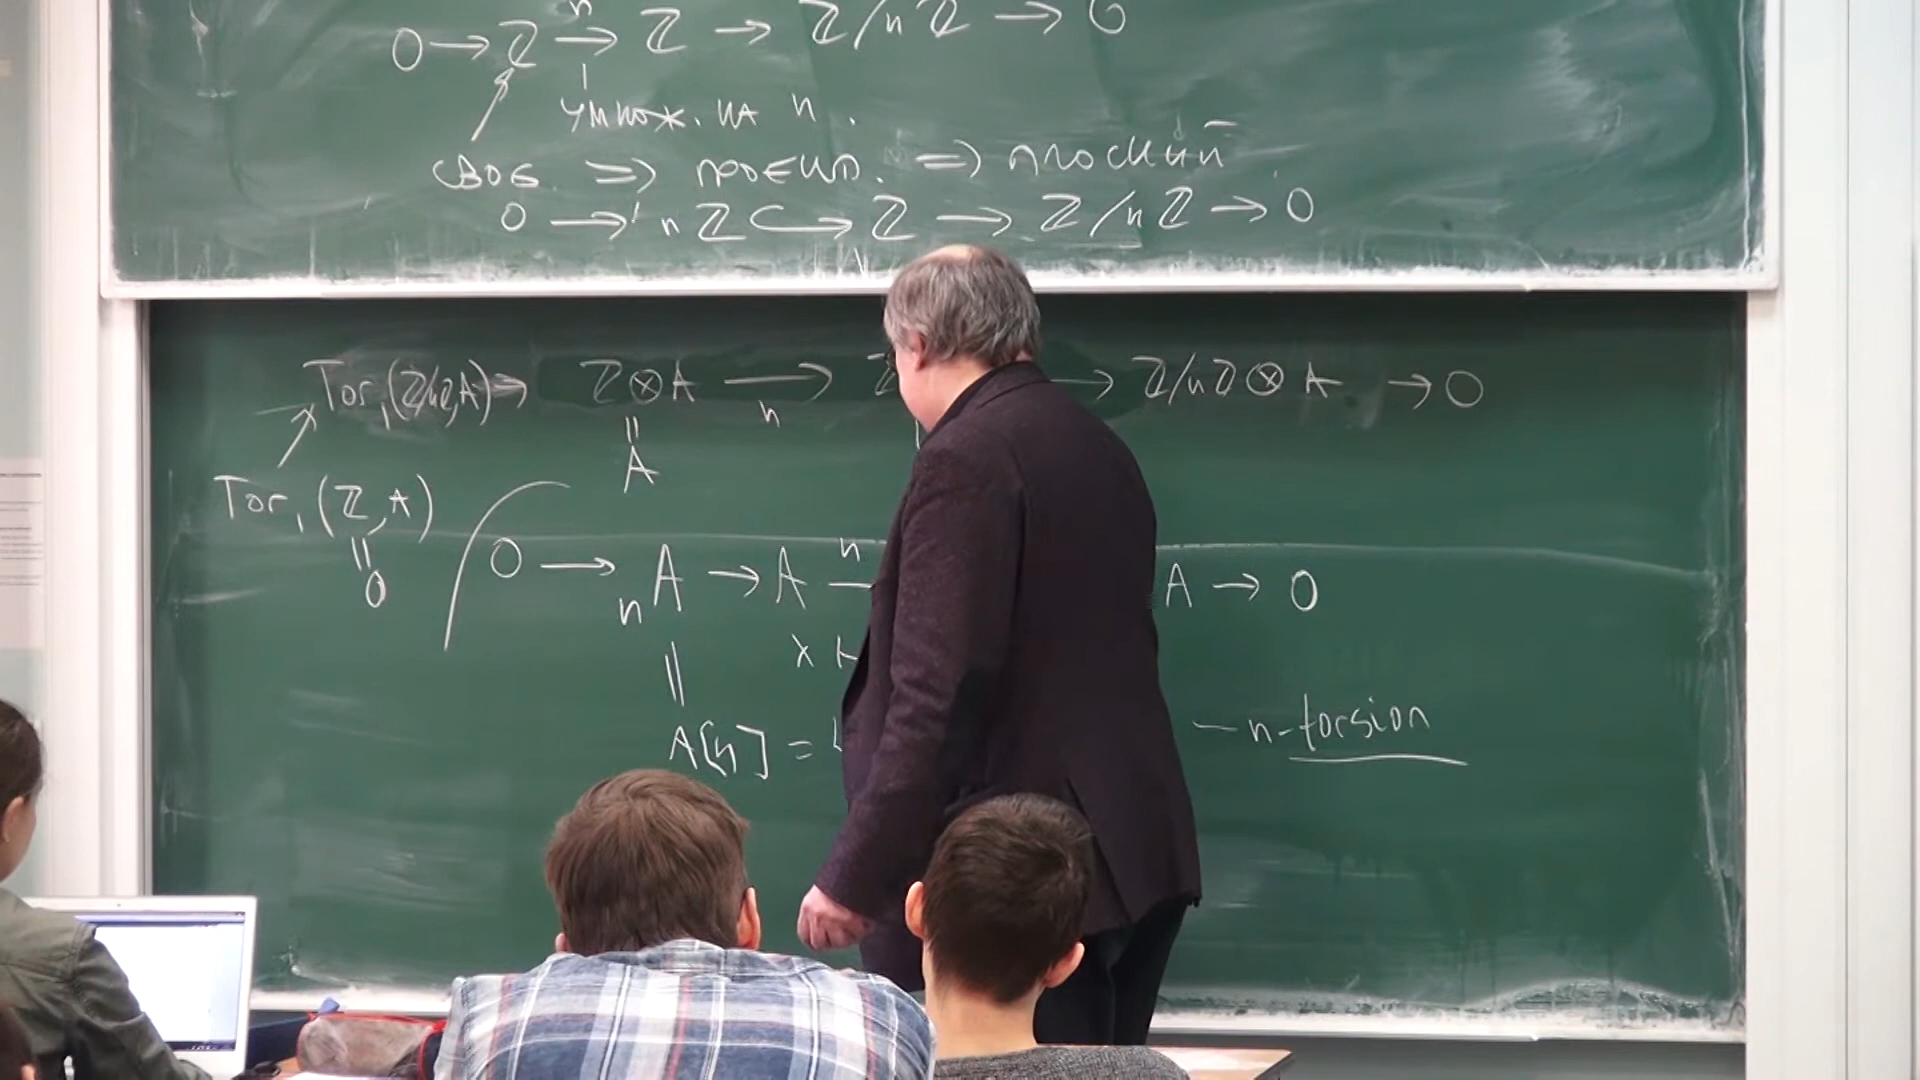 0 → ℤ —n→ ℤ → ℤ/nℤ → 0
умнож. на n.
своб. ⇒ проект. ⇒ плоский
0 → nℤ ↪ ℤ → ℤ/nℤ → 0
Tor₁(ℤ/nℤ, A) → ℤ⊗A —n→ ℤ → ℤ/nℤ⊗A → 0
|| A
Tor₁(ℤ, A)
|| 0
0 → ₙA → A —n→ A → 0
|| x ↦
A[n] = { – n-torsion